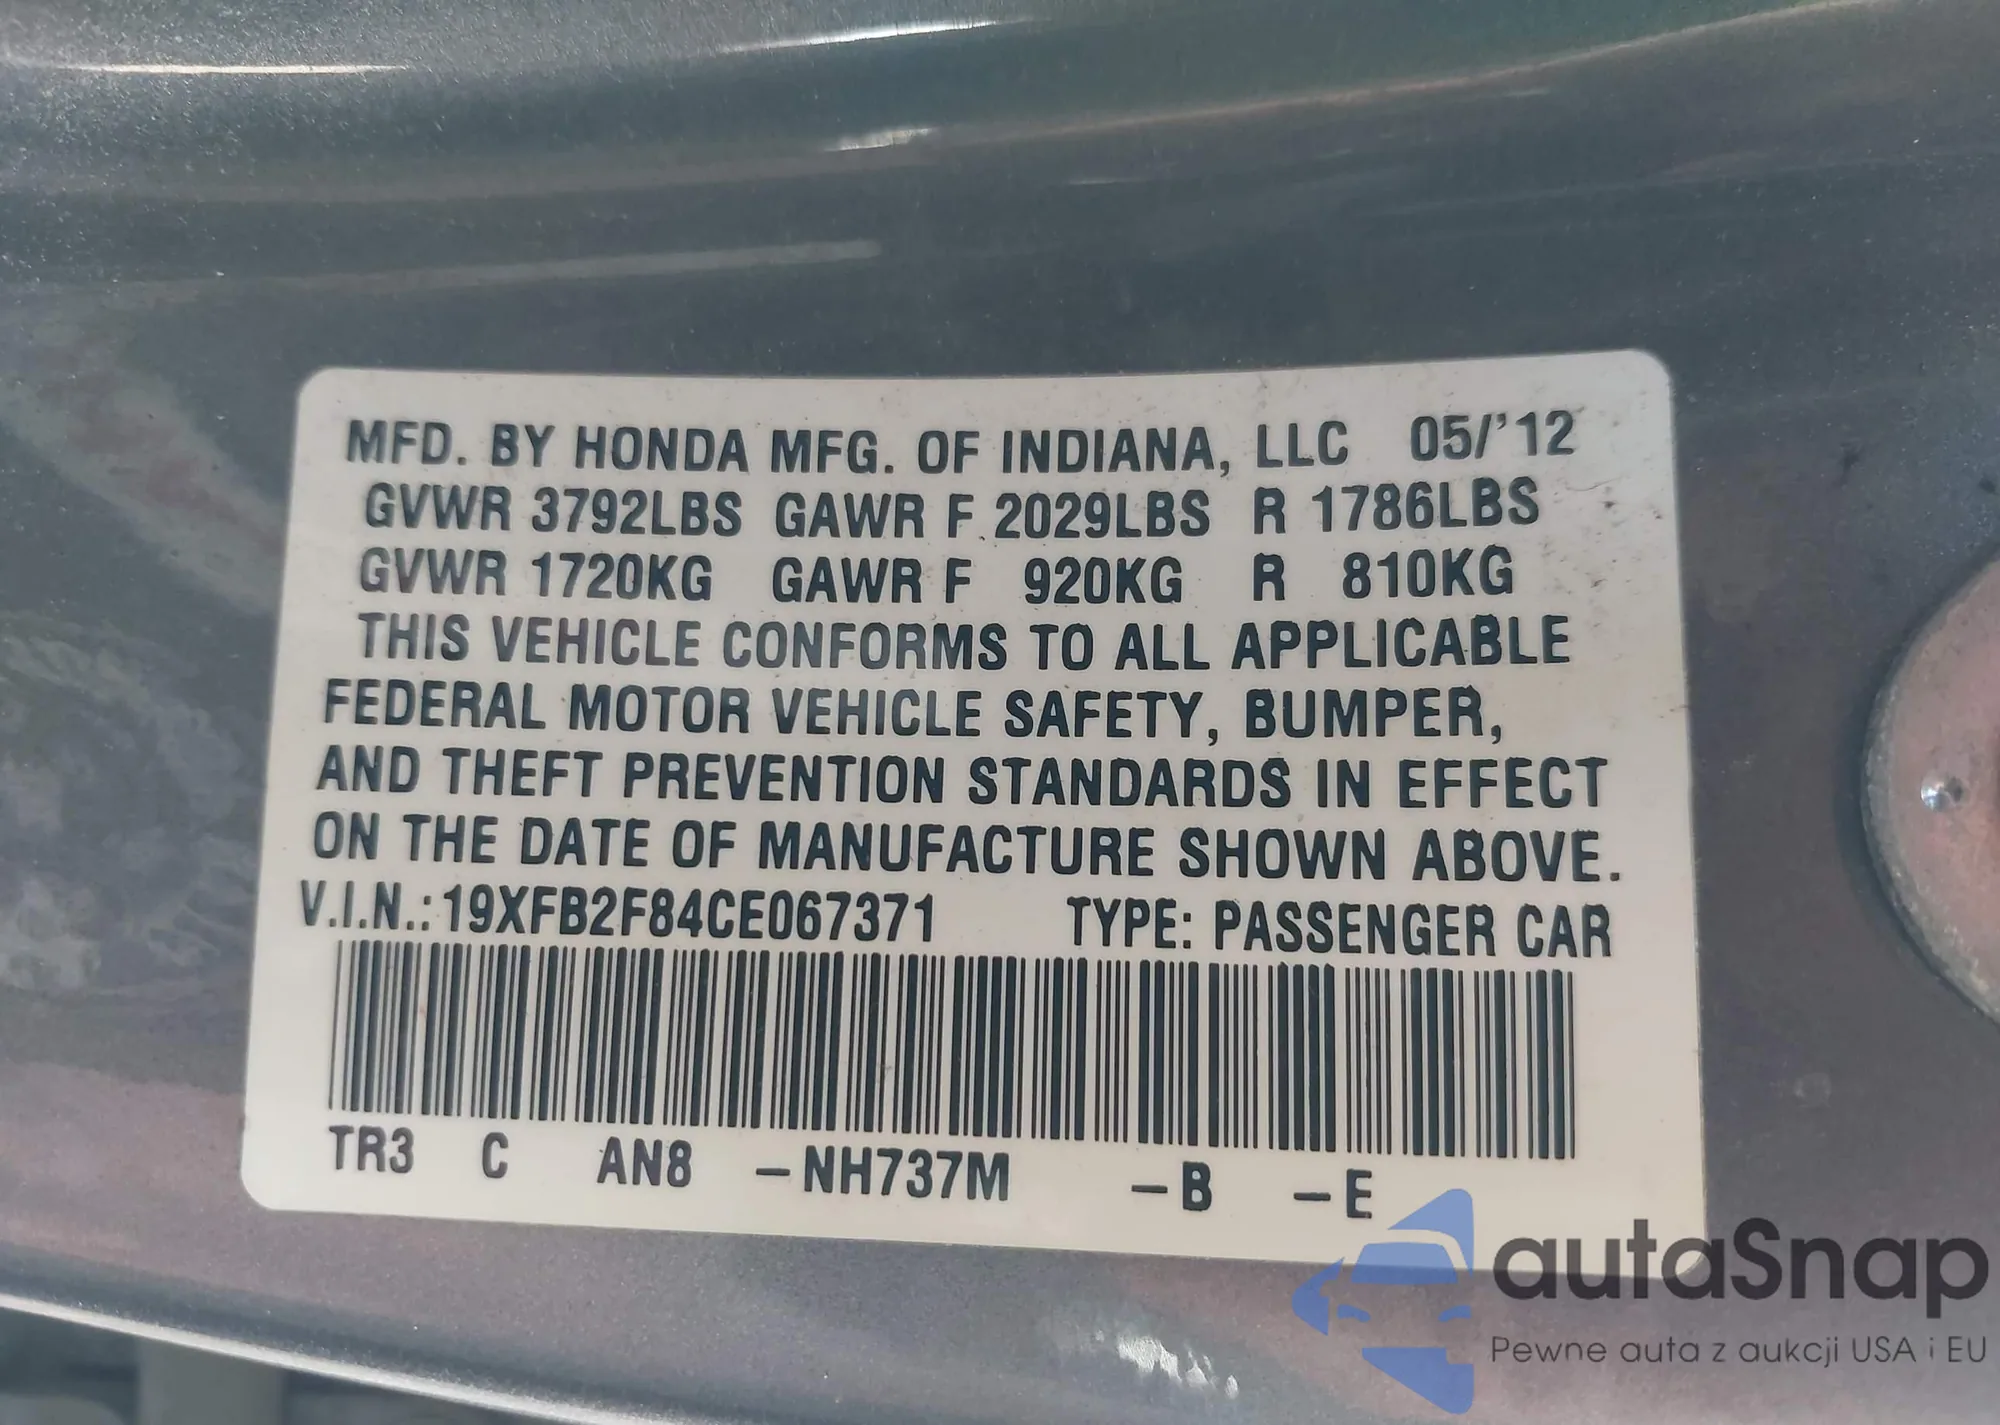 MFD. BY HONDA MFG. OF INDIANA, LLC 05/'12
GVWR 3792LBS GAWR F 2029LBS R 1786LBS
GVWR 1720KG GAWR F 920KG R 810KG
THIS VEHICLE CONFORMS TO ALL APPLICABLE
FEDERAL MOTOR VEHICLE SAFETY, BUMPER,
AND THEFT PREVENTION STANDARDS IN EFFECT
ON THE DATE OF MANUFACTURE SHOWN ABOVE.
V.I.N.: 19XFB2F84CE067371 TYPE: PASSENGER CAR
TR3 C AN8 –NH737M –B –E
autaSnap
Pewne auta z aukcji USA i EU